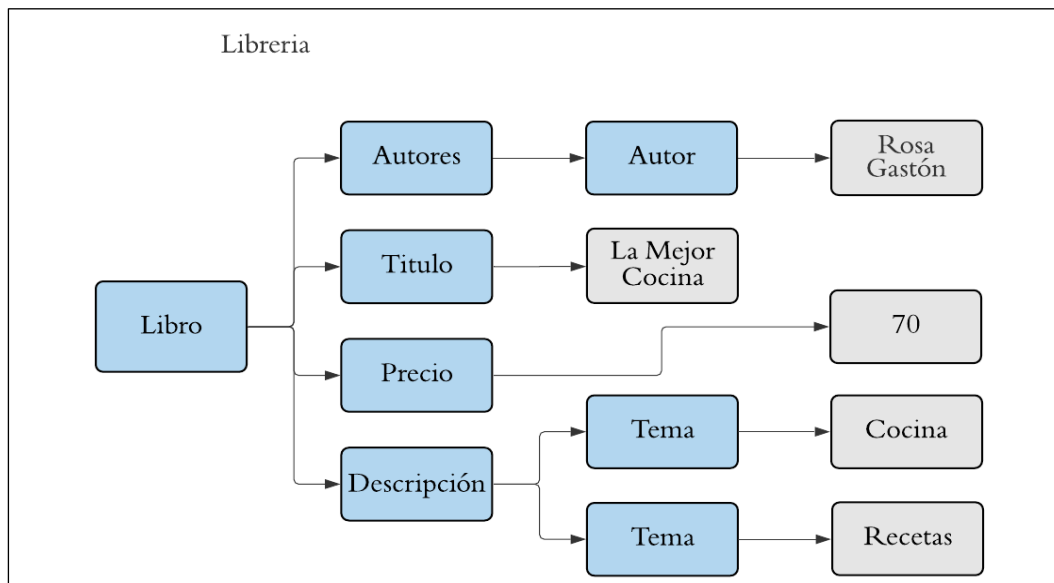 Libreria
Autores
Autor
Rosa
Gastón
Titulo
La Mejor
Cocina
Libro
Precio
70
Descripción
Tema
Cocina
Tema
Recetas